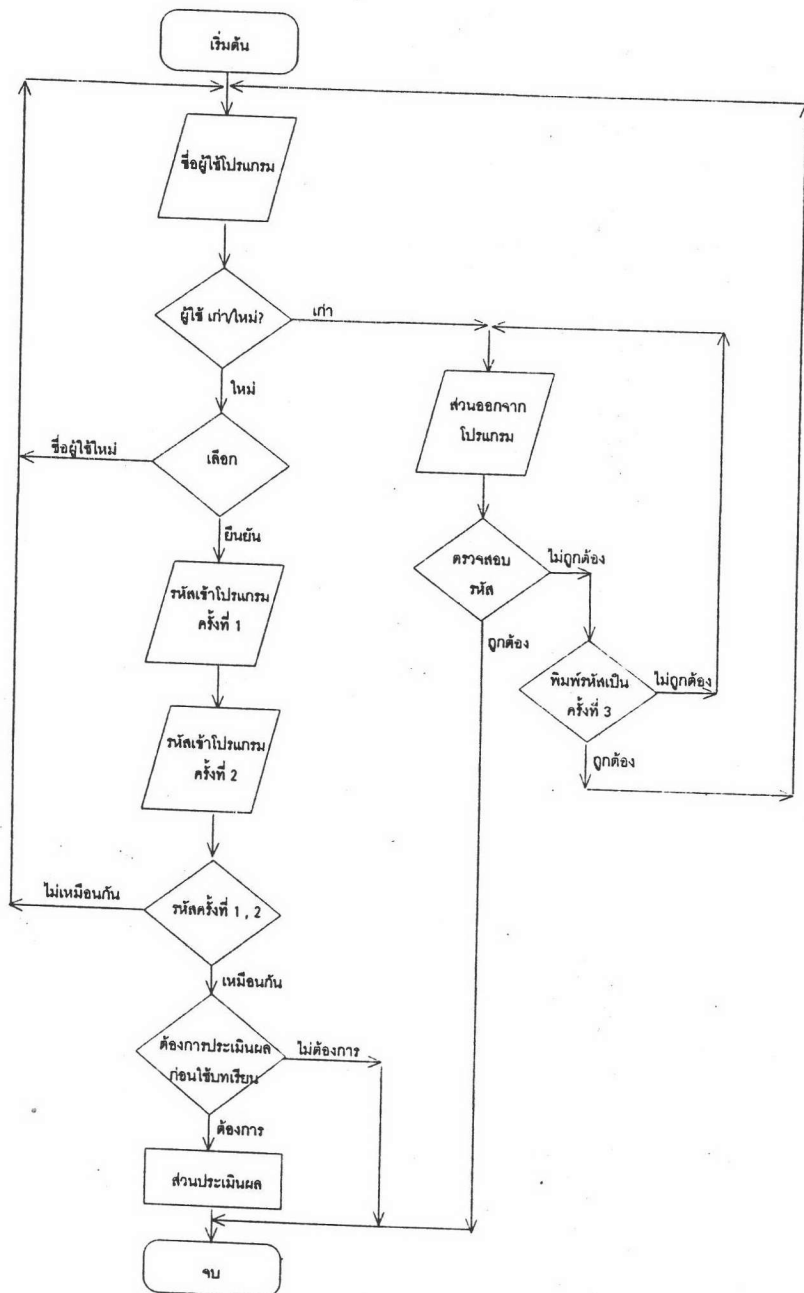 เริ่มต้น
ชื่อผู้ใช้โปรแกรม
ผู้ใช้ เก่า/ใหม่?
เก่า
ใหม่
ส่วนออกจาก
โปรแกรม
ชื่อผู้ใช้ใหม่
เลือก
ยืนยัน
ตรวจสอบ
รหัส
ไม่ถูกต้อง
ถูกต้อง
รหัสเข้าโปรแกรม
ครั้งที่ 1
พิมพ์รหัสเป็น
ครั้งที่ 3
ไม่ถูกต้อง
ถูกต้อง
รหัสเข้าโปรแกรม
ครั้งที่ 2
ไม่เหมือนกัน
รหัสครั้งที่ 1 , 2
เหมือนกัน
ต้องการประเมินผล
ก่อนใช้บทเรียน
ไม่ต้องการ
ต้องการ
ส่วนประเมินผล
จบ